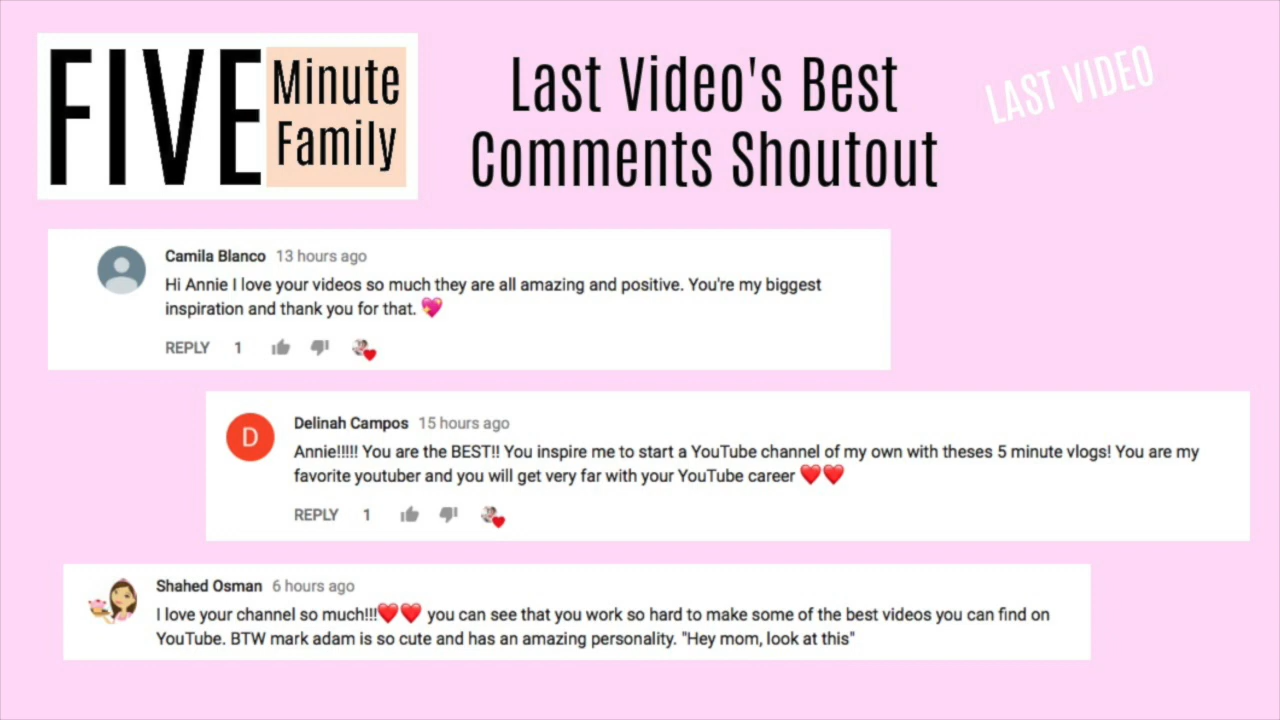 FIVE Minute
Family
Last Video's Best
Comments Shoutout
LAST VIDEO
Camila Blanco 13 hours ago
Hi Annie I love your videos so much they are all amazing and positive. You're my biggest
inspiration and thank you for that. 💖
REPLY 1
D
Delinah Campos 15 hours ago
Annie!!!!! You are the BEST!! You inspire me to start a YouTube channel of my own with theses 5 minute vlogs! You are my
favorite youtuber and you will get very far with your YouTube career ❤️❤️
REPLY 1
Shahed Osman 6 hours ago
I love your channel so much!!!❤️❤️ you can see that you work so hard to make some of the best videos you can find on
YouTube. BTW mark adam is so cute and has an amazing personality. "Hey mom, look at this"